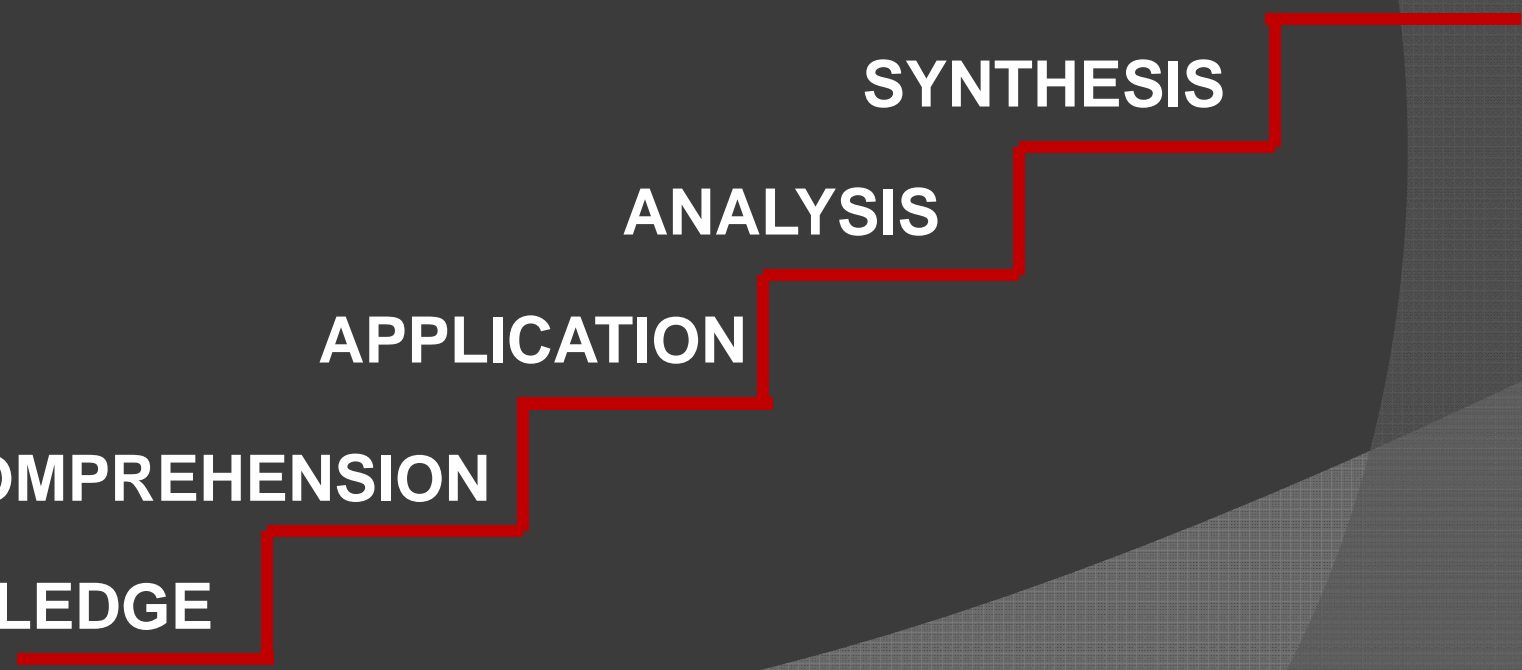 SYNTHESIS
ANALYSIS
APPLICATION
OMPREHENSION
LEDGE